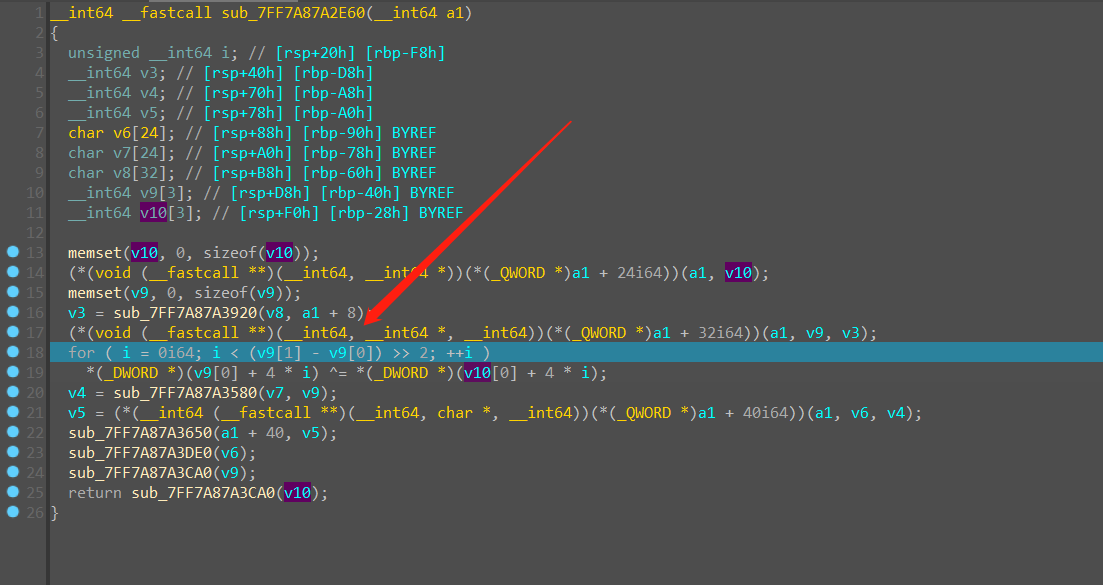 1 __int64 __fastcall sub_7FF7A87A2E60(__int64 a1)
2 {
3 unsigned __int64 i; // [rsp+20h] [rbp-F8h]
4 __int64 v3; // [rsp+40h] [rbp-D8h]
5 __int64 v4; // [rsp+70h] [rbp-A8h]
6 __int64 v5; // [rsp+78h] [rbp-A0h]
7 char v6[24]; // [rsp+88h] [rbp-90h] BYREF
8 char v7[24]; // [rsp+A0h] [rbp-78h] BYREF
9 char v8[32]; // [rsp+B8h] [rbp-60h] BYREF
10 __int64 v9[3]; // [rsp+D8h] [rbp-40h] BYREF
11 __int64 v10[3]; // [rsp+F0h] [rbp-28h] BYREF
12
13 memset(v10, 0, sizeof(v10));
14 (*(void (__fastcall **)(__int64, __int64 *))(*(_QWORD *)a1 + 24i64))(a1, v10);
15 memset(v9, 0, sizeof(v9));
16 v3 = sub_7FF7A87A3920(v8, a1 + 8);
17 (*(void (__fastcall **)(__int64, __int64 *, __int64))(*(_QWORD *)a1 + 32i64))(a1, v9, v3);
18 for ( i = 0i64; i < (v9[1] - v9[0]) >> 2; ++i )
19 *(_DWORD *)(v9[0] + 4 * i) ^= *(_DWORD *)(v10[0] + 4 * i);
20 v4 = sub_7FF7A87A3580(v7, v9);
21 v5 = (*(__int64 (__fastcall **)(__int64, char *, __int64))(*(_QWORD *)a1 + 40i64))(a1, v6, v4);
22 sub_7FF7A87A3650(a1 + 40, v5);
23 sub_7FF7A87A3DE0(v6);
24 sub_7FF7A87A3CA0(v9);
25 return sub_7FF7A87A3CA0(v10);
26 }